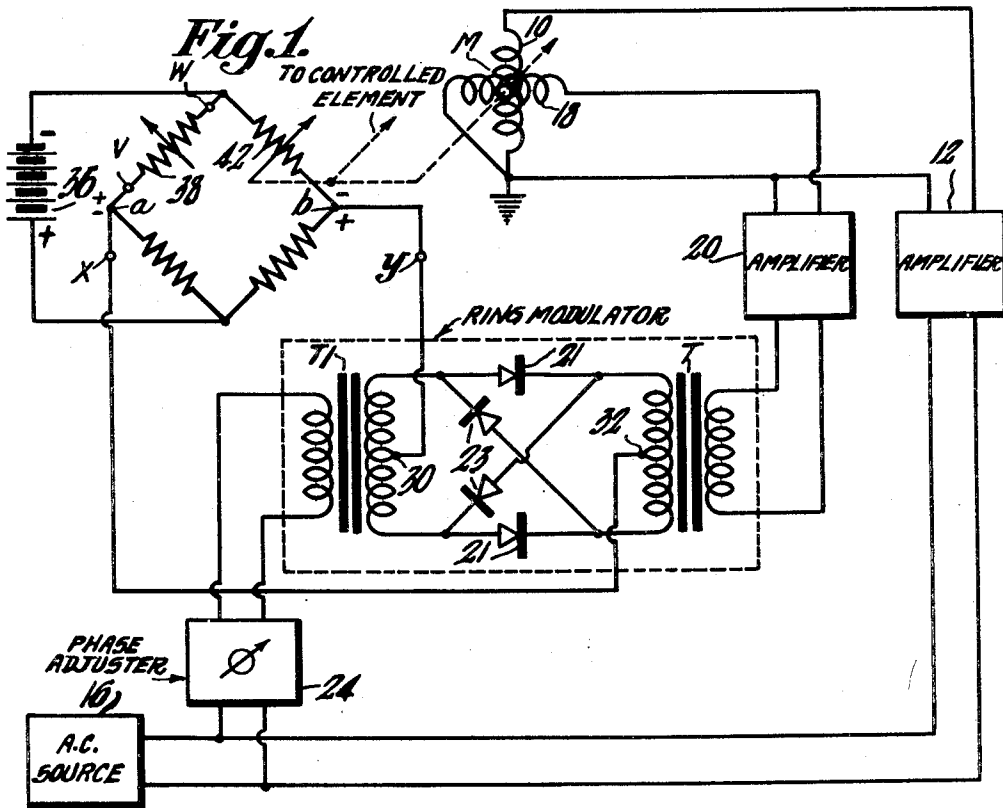 Fig.1.
W
TO CONTROLLED
ELEMENT
M
10
18
-
V
38
42
36
+
a
+
-
b
-
+
X
y
12
20
AMPLIFIER
AMPLIFIER
RING MODULATOR
T1
21
T
23
30
32
21
PHASE
ADJUSTER
Ø
24
16
A.C.
SOURCE